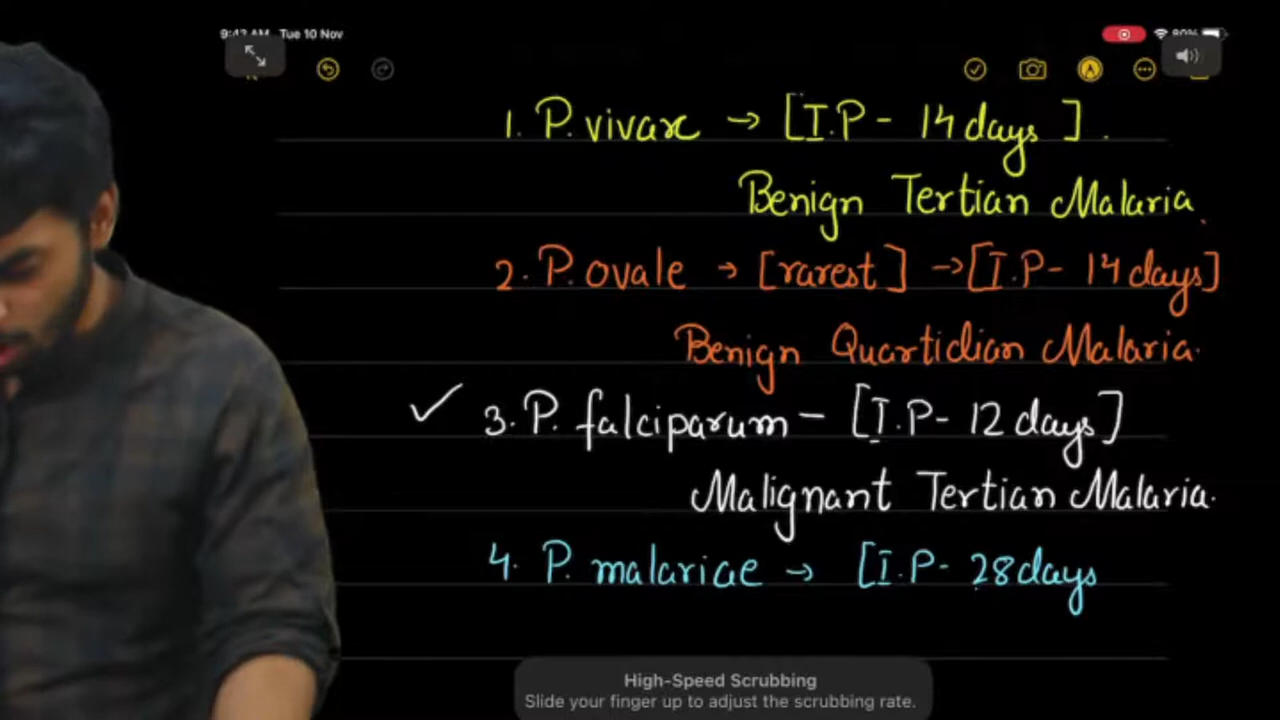 9:42 AM Tue 10 Nov
80%
1. P. vivax → [I.P - 14 days ] .
Benign Tertian Malaria
2. P. ovale → [rarest] → [I.P - 14 days]
Benign Quartidian Malaria.
✓ 3. P. falciparum - [I.P - 12 days]
Malignant Tertian Malaria.
4. P. malariae → [I.P - 28 days
High-Speed Scrubbing
Slide your finger up to adjust the scrubbing rate.